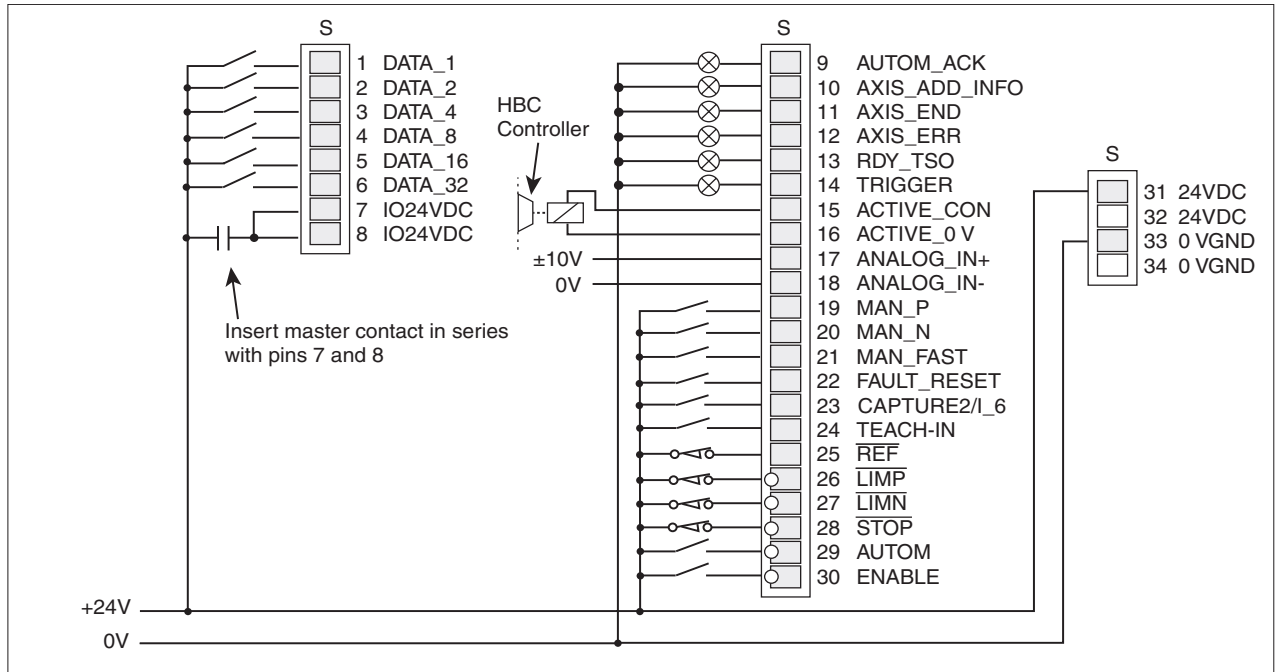 S
1 DATA_1
2 DATA_2
3 DATA_4
4 DATA_8
5 DATA_16
6 DATA_32
7 IO24VDC
8 IO24VDC
Insert master contact in series
with pins 7 and 8
HBC
Controller
±10V
0V
S
9 AUTOM_ACK
10 AXIS_ADD_INFO
11 AXIS_END
12 AXIS_ERR
13 RDY_TSO
14 TRIGGER
15 ACTIVE_CON
16 ACTIVE_0 V
17 ANALOG_IN+
18 ANALOG_IN-
19 MAN_P
20 MAN_N
21 MAN_FAST
22 FAULT_RESET
23 CAPTURE2/I_6
24 TEACH-IN
25 REF
26 LIMP
27 LIMN
28 STOP
29 AUTOM
30 ENABLE
S
31 24VDC
32 24VDC
33 0 VGND
34 0 VGND
+24V
0V